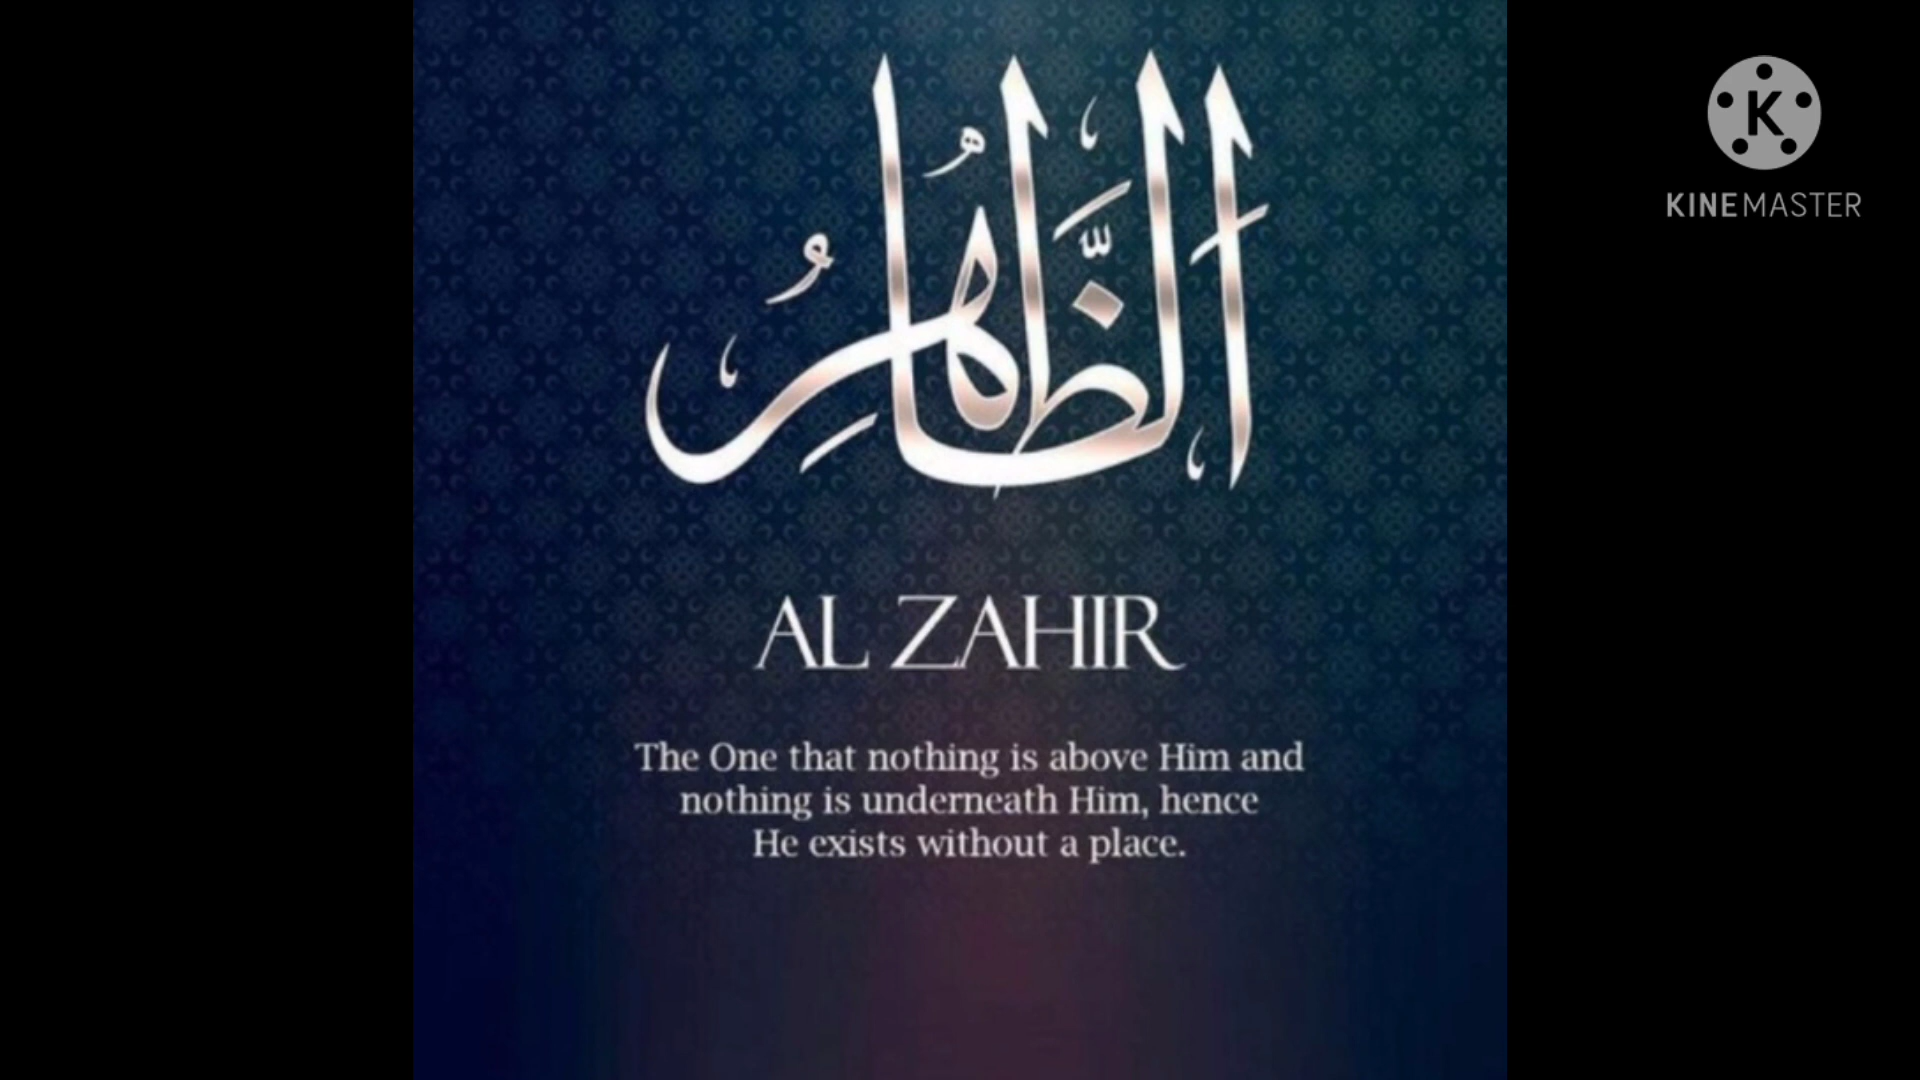 اَلظَّاهِرُ
AL ZAHIR
The One that nothing is above Him and
nothing is underneath Him, hence
He exists without a place.
K
KINEMASTER